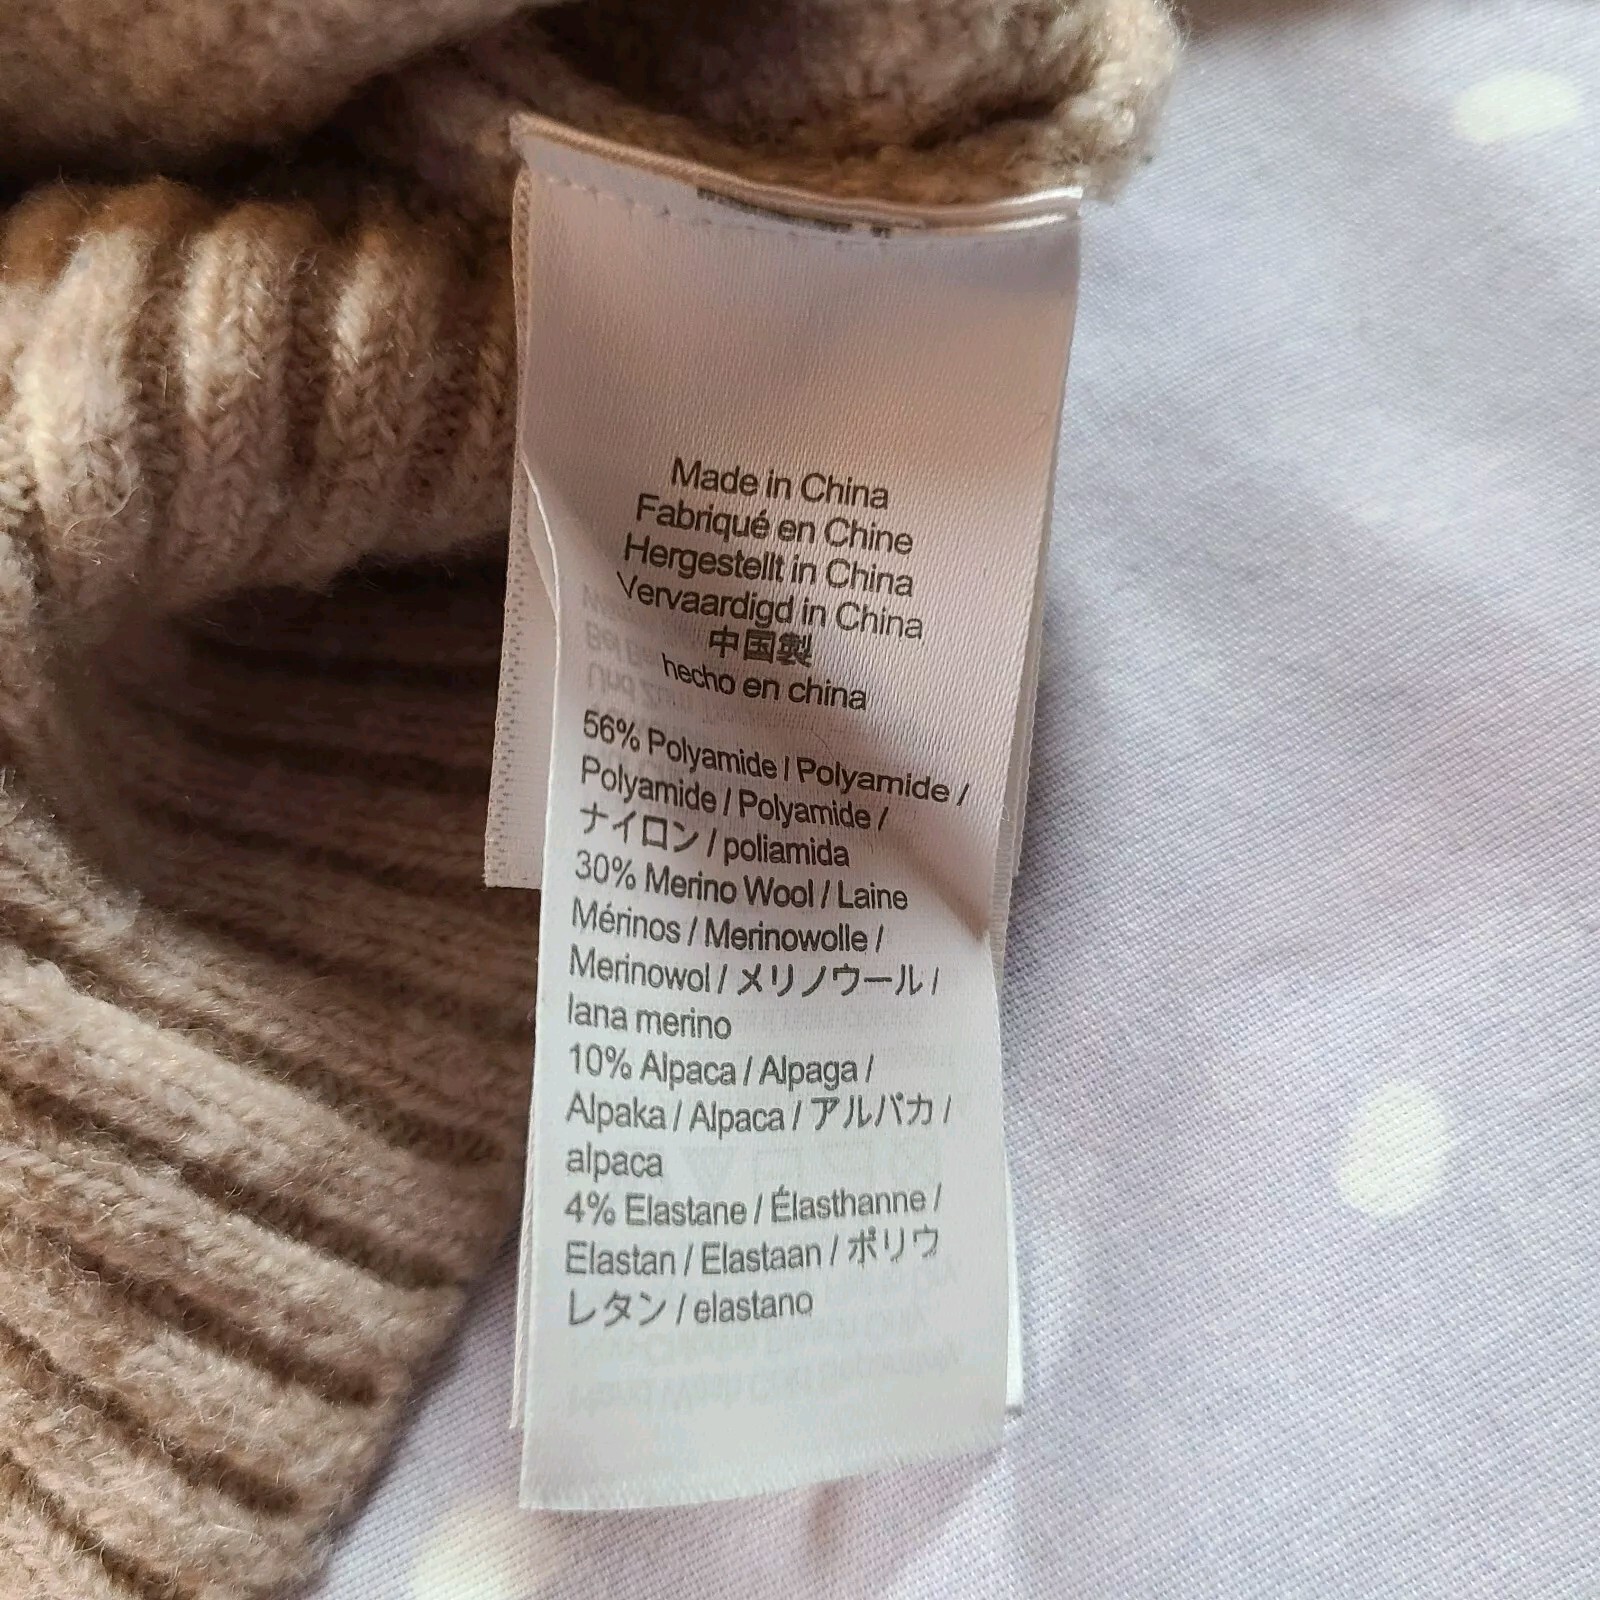 Made in China
Fabriqué en Chine
Hergestellt in China
Vervaardigd in China
中国製
hecho en china
56% Polyamide / Polyamide /
Polyamide / Polyamide /
ナイロン / poliamida
30% Merino Wool / Laine
Mérinos / Merinowolle /
Merinowol / メリノウール /
lana merino
10% Alpaca / Alpaga /
Alpaka / Alpaca / アルパカ /
alpaca
4% Elastane / Élasthanne /
Elastan / Elastaan / ポリウ
レタン / elastano